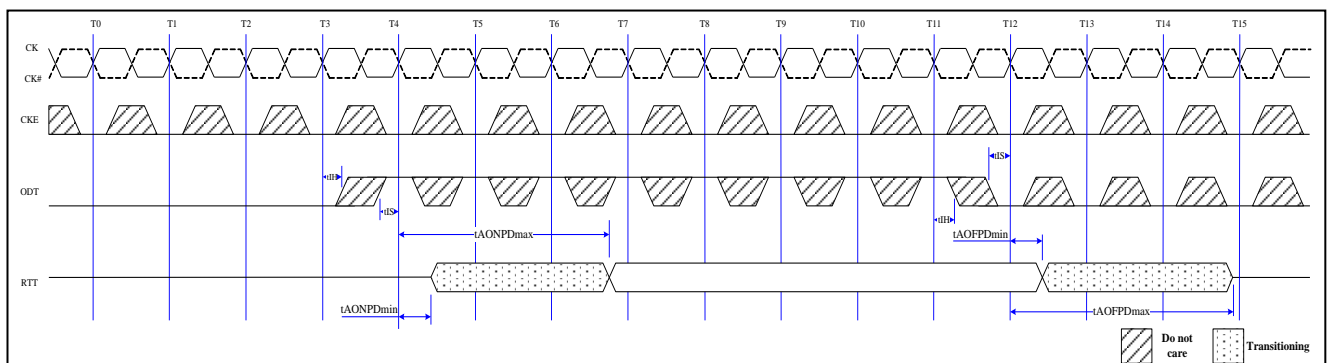 T0 T1 T2 T3 T4 T5 T6 T7 T8 T9 T10 T11 T12 T13 T14 T15
CK
CK#
CKE
tIS
ODT
tIH
tIS
tIH
tAONPDmax
tAOFPDmin
RTT
tAONPDmin
tAOFPDmax
Do not
care
Transitioning